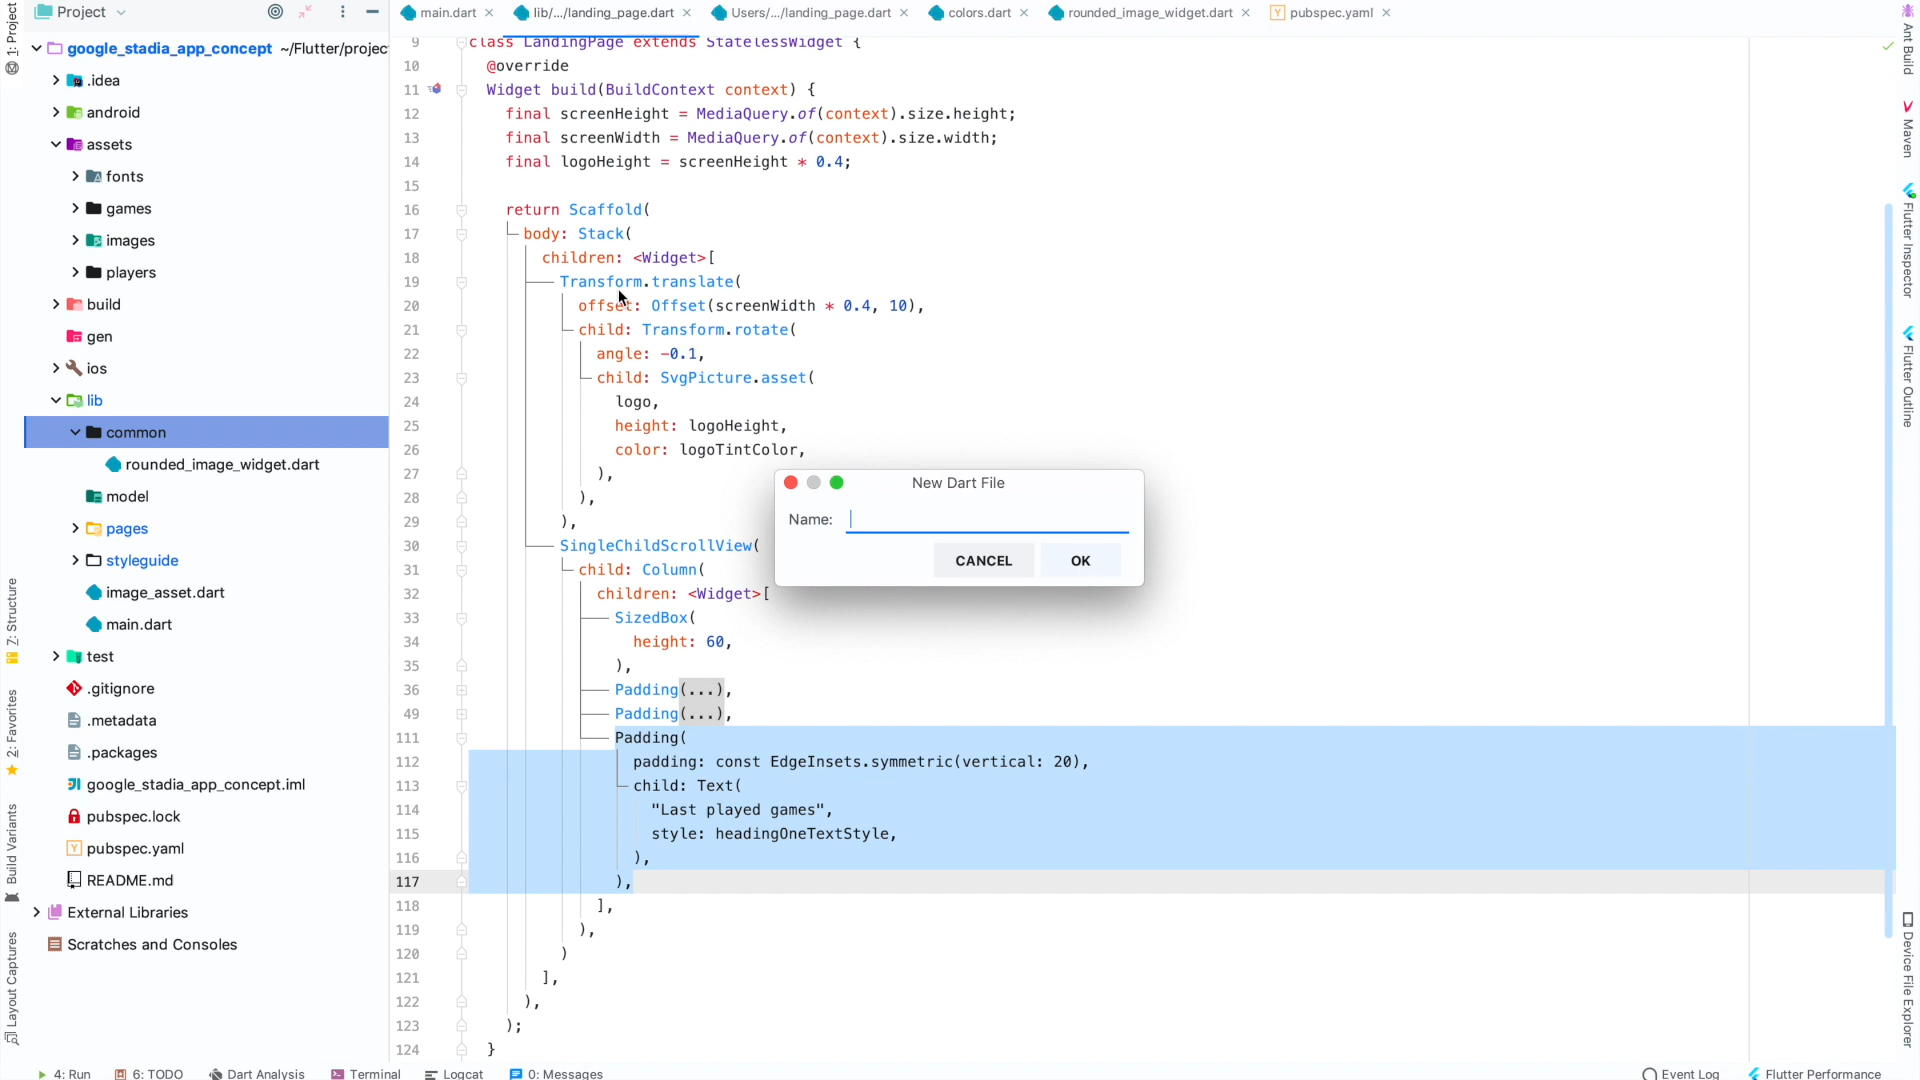 1: Project
Project
google_stadia_app_concept ~/Flutter/projec
.idea
android
assets
fonts
games
images
players
build
gen
ios
lib
common
rounded_image_widget.dart
model
pages
styleguide
image_asset.dart
main.dart
test
.gitignore
.metadata
.packages
google_stadia_app_concept.iml
pubspec.lock
pubspec.yaml
README.md
External Libraries
Scratches and Consoles
Z: Structure
2: Favorites
Build Variants
Layout Captures
main.dart
lib/.../landing_page.dart
Users/.../landing_page.dart
colors.dart
rounded_image_widget.dart
pubspec.yaml
9 class LandingPage extends StatelessWidget {
10 @override
11 Widget build(BuildContext context) {
12 final screenHeight = MediaQuery.of(context).size.height;
13 final screenWidth = MediaQuery.of(context).size.width;
14 final logoHeight = screenHeight * 0.4;
15
16 return Scaffold(
17 body: Stack(
18 children: <Widget>[
19 Transform.translate(
20 offset: Offset(screenWidth * 0.4, 10),
21 child: Transform.rotate(
22 angle: -0.1,
23 child: SvgPicture.asset(
24 logo,
25 height: logoHeight,
26 color: logoTintColor,
27 ),
28 ),
29 ),
30 SingleChildScrollView(
31 child: Column(
32 children: <Widget>[
33 SizedBox(
34 height: 60,
35 ),
36 Padding(...),
49 Padding(...),
111 Padding(
112 padding: const EdgeInsets.symmetric(vertical: 20),
113 child: Text(
114 "Last played games",
115 style: headingOneTextStyle,
116 ),
117 ),
118 ],
119 ),
120 )
121 ],
122 ),
123 );
124 }
New Dart File
Name:
CANCEL
OK
Ant Build
Maven
Flutter Inspector
Flutter Outline
Device File Explorer
4: Run
6: TODO
Dart Analysis
Terminal
Logcat
0: Messages
Event Log
Flutter Performance